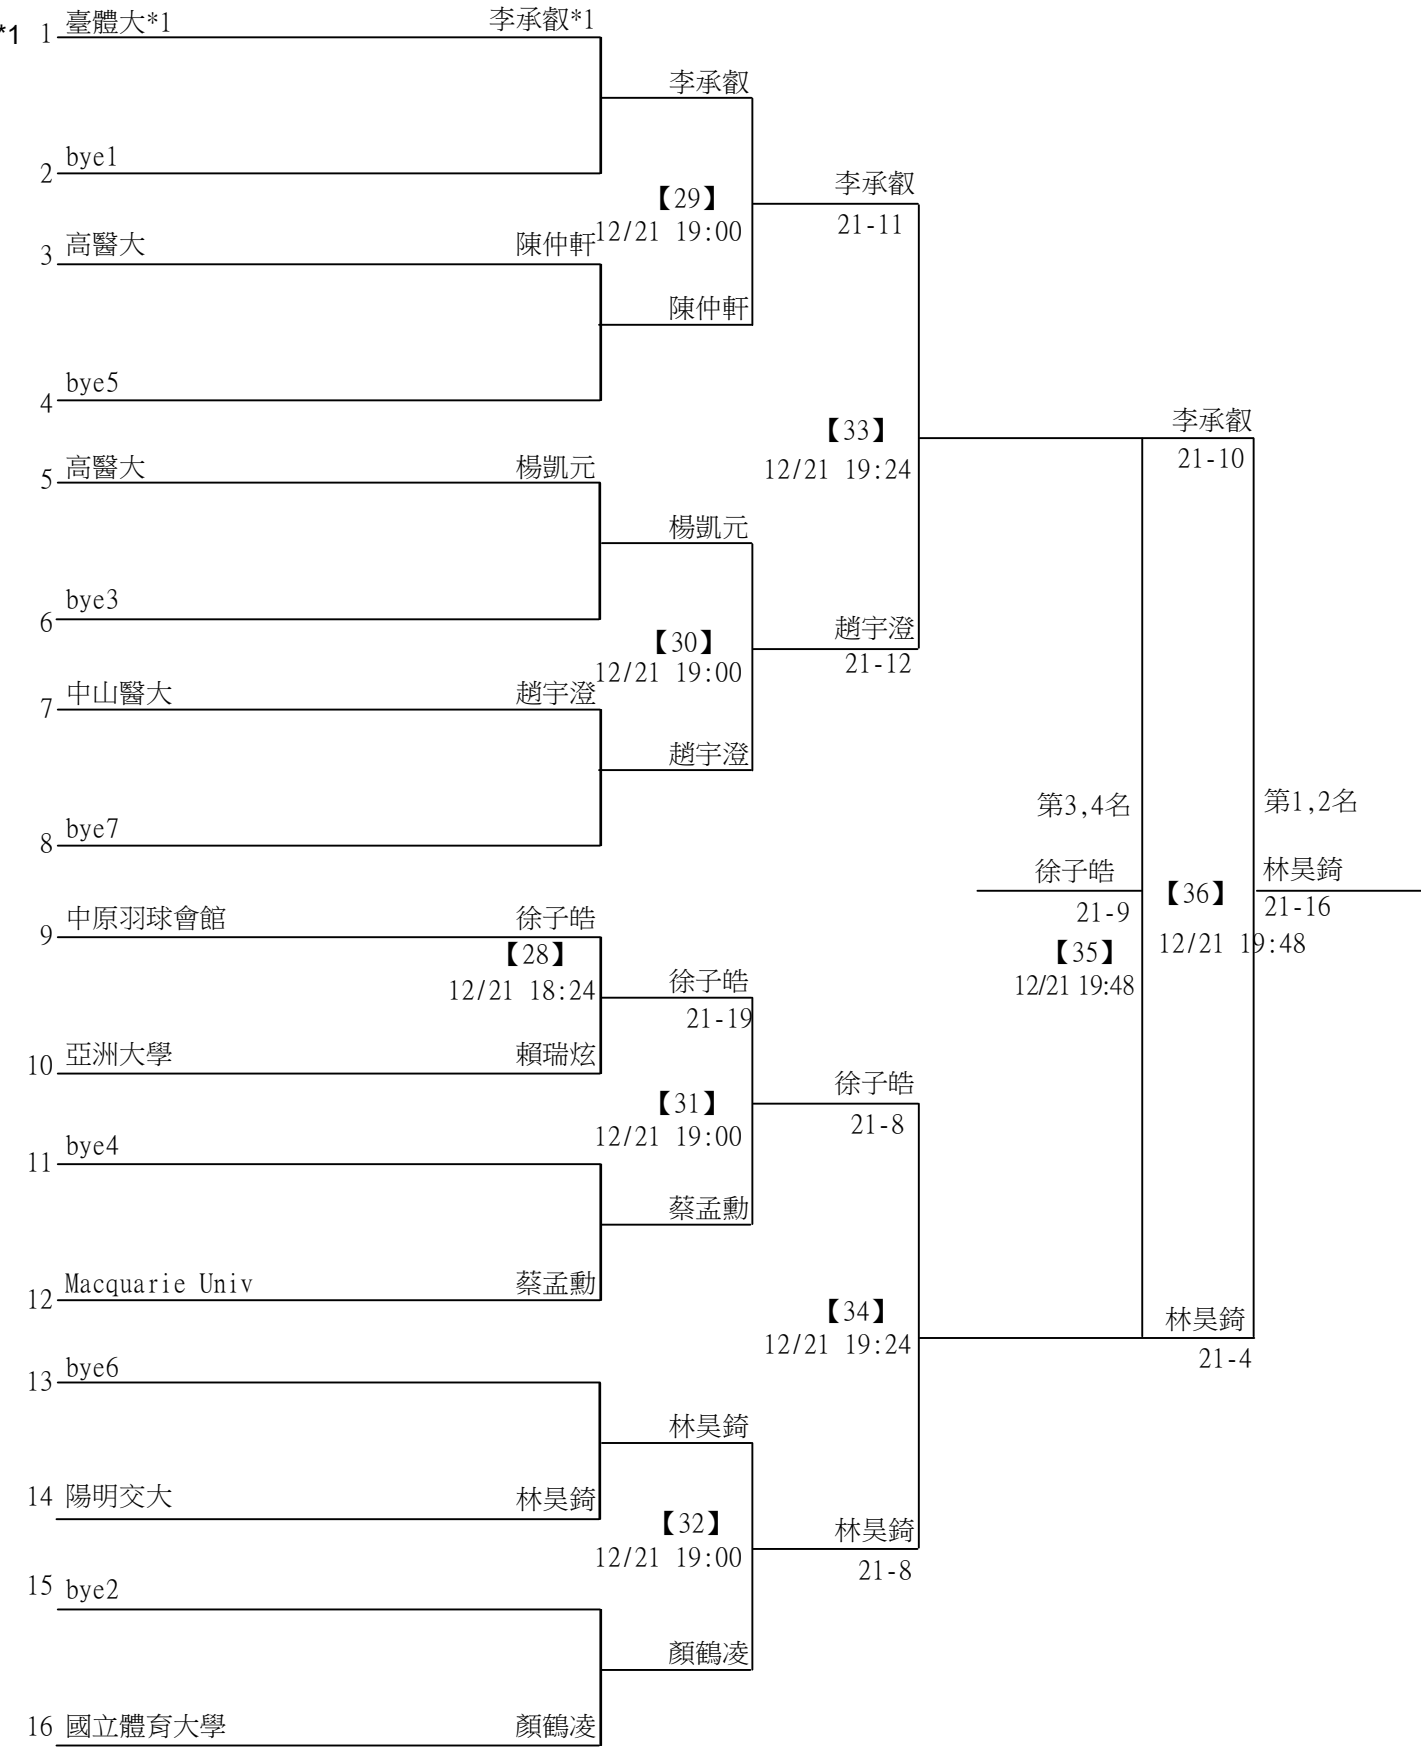 *1 1 臺體大*1 李承叡*1
李承叡
2 bye1
李承叡
【29】
21-11
12/21 19:00
3 高醫大 陳仲軒
陳仲軒
4 bye5
李承叡
【33】
21-10
12/21 19:24
5 高醫大 楊凱元
楊凱元
6 bye3
趙宇澄
【30】
21-12
12/21 19:00
7 中山醫大 趙宇澄
趙宇澄
第3,4名 第1,2名
8 bye7
徐子皓 林昊錡
【36】
21-9 21-16
9 中原羽球會館 徐子皓
12/21 19:48
【28】 【35】
12/21 18:24 徐子皓 12/21 19:48
21-19
10 亞洲大學 賴瑞炫
徐子皓
【31】
21-8
12/21 19:00
11 bye4
蔡孟勳
12 Macquarie Univ 蔡孟勳
【34】 林昊錡
12/21 19:24
21-4
13 bye6
林昊錡
14 陽明交大 林昊錡
【32】 林昊錡
12/21 19:00
21-8
15 bye2
顏鶴凌
16 國立體育大學 顏鶴凌